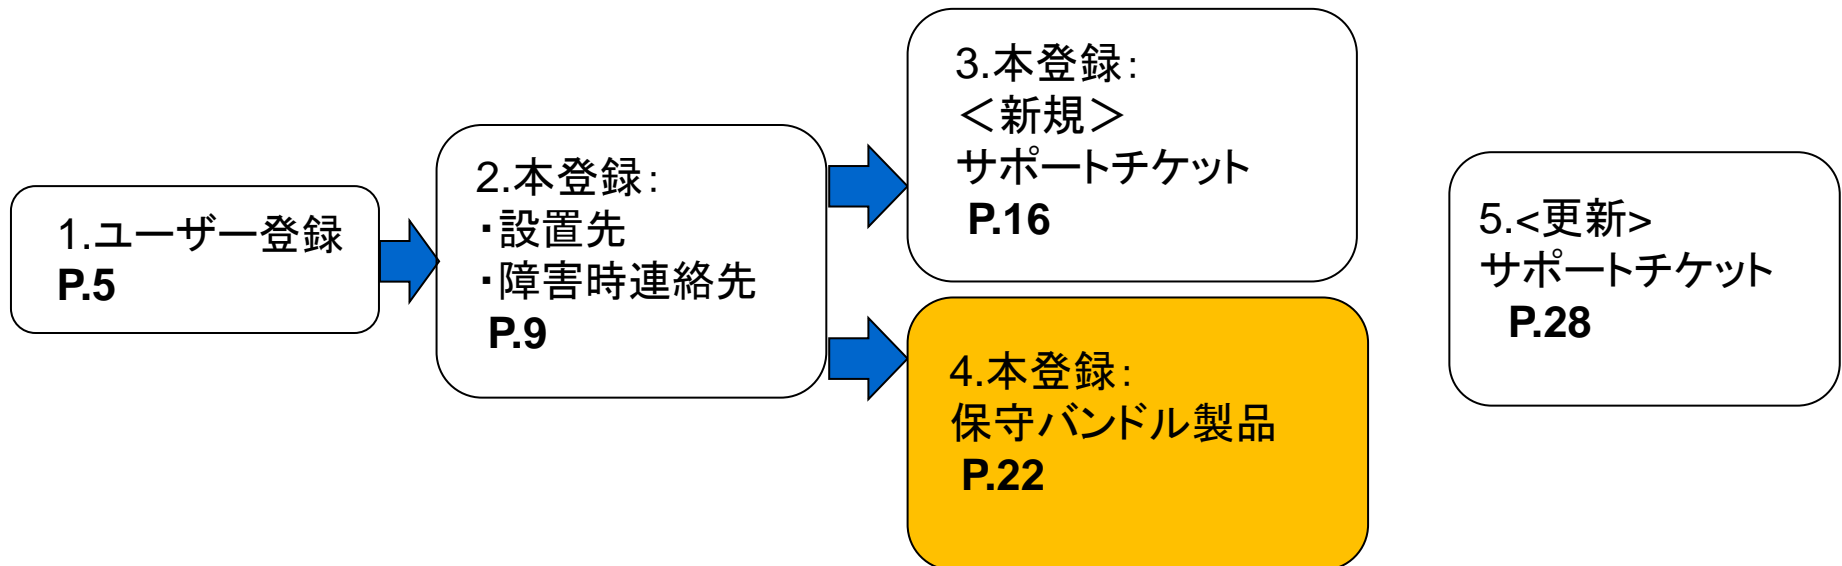 1.ユーザー登録
P.5
2.本登録：
・設置先
・障害時連絡先
P.9
3.本登録：
＜新規＞
サポートチケット
P.16
4.本登録：
保守バンドル製品
P.22
5.<更新>
サポートチケット
P.28